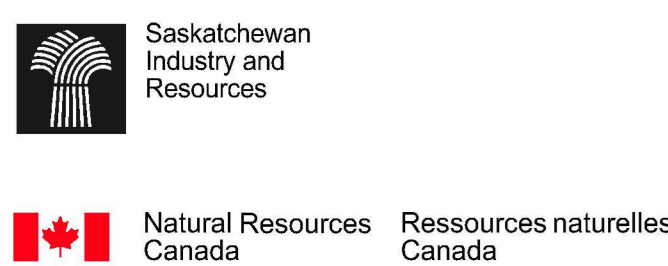 Saskatchewan
Industry and
Resources
Natural Resources Ressources naturelles
Canada Canada